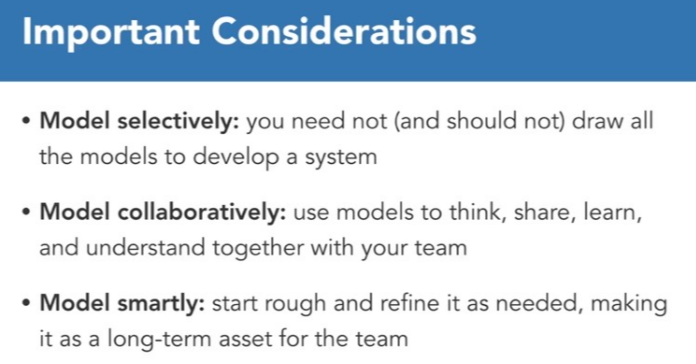 Important Considerations
• Model selectively: you need not (and should not) draw all
the models to develop a system
• Model collaboratively: use models to think, share, learn,
and understand together with your team
• Model smartly: start rough and refine it as needed, making
it as a long-term asset for the team